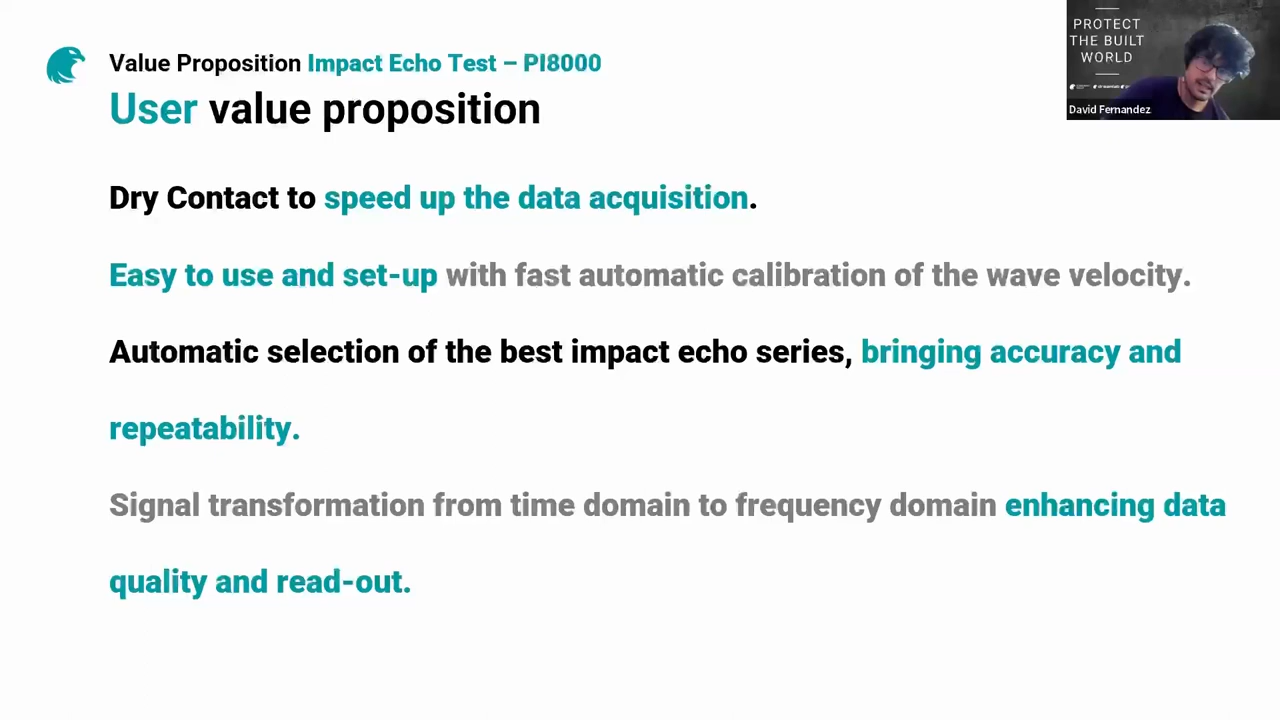 Value Proposition Impact Echo Test – PI8000
User value proposition
Dry Contact to speed up the data acquisition.
Easy to use and set-up with fast automatic calibration of the wave velocity.
Automatic selection of the best impact echo series, bringing accuracy and
repeatability.
Signal transformation from time domain to frequency domain enhancing data
quality and read-out.
PROTECT
THE BUILT
WORLD
David Fernandez